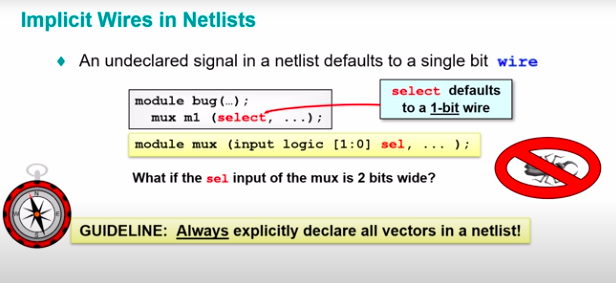 Implicit Wires in Netlists
♦ An undeclared signal in a netlist defaults to a single bit wire
module bug(…);
mux m1 (select, ...);
select defaults
to a 1-bit wire
module mux (input logic [1:0] sel, ... );
What if the sel input of the mux is 2 bits wide?
GUIDELINE: Always explicitly declare all vectors in a netlist!